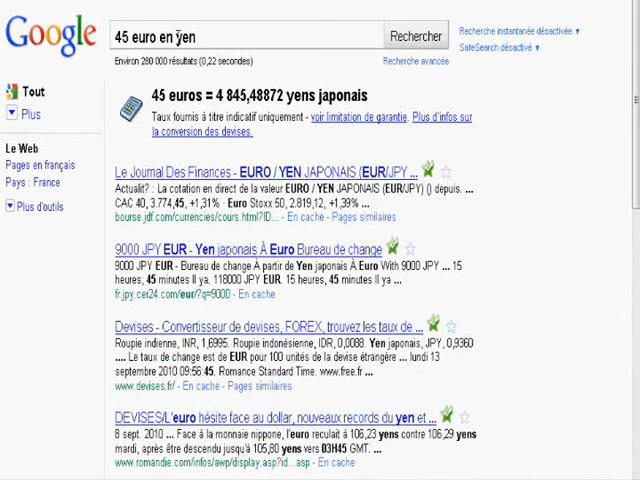 Google
45 euro en yen
Rechercher
Recherche instantanée désactivée ▼
SafeSearch désactivé ▼
Environ 280 000 résultats (0,22 secondes)
Recherche avancée
Tout
Plus
Le Web
Pages en français
Pays : France
Plus d'outils
45 euros = 4 845,48872 yens japonais
Taux fournis à titre indicatif uniquement - voir limitation de garantie. Plus d'infos sur
la conversion des devises.
Le Journal Des Finances - EURO / YEN JAPONAIS (EUR/JPY ...
Actualit? : La cotation en direct de la valeur EURO / YEN JAPONAIS (EUR/JPY) () depuis. ...
CAC 40, 3.774,45, +1,31% · Euro Stoxx 50, 2.819,12, +1,39% ...
bourse.jdf.com/currencies/cours.html?ID... - En cache - Pages similaires
9000 JPY EUR - Yen japonais À Euro Bureau de change
9000 JPY EUR - Bureau de change À partir de Yen japonais À Euro With 9000 JPY ... 15
heures, 45 minutes Il ya . 118000 JPY EUR. 15 heures, 45 minutes Il ya ...
fr.jpy.cer24.com/eur/?q=9000 - En cache
Devises - Convertisseur de devises, FOREX, trouvez les taux de ...
Roupie indienne, INR, 1,6995. Roupie indonésienne, IDR, 0,0088. Yen japonais, JPY, 0,9360
.... Le taux de change est de EUR pour 100 unités de la devise étrangère ... lundi 13
septembre 2010 09:56:45. Romance Standard Time. www.free.fr ...
www.devises.fr/ - En cache - Pages similaires
DEVISES/L'euro hésite face au dollar, nouveaux records du yen et ...
8 sept. 2010 ... Face à la monnaie nippone, l'euro reculait à 106,23 yens contre 106,29 yens
mardi, après être descendu jusqu'à 105,80 yens vers 03H45 GMT. ...
www.romandie.com/infos/awp/display.asp?id...asp - En cache